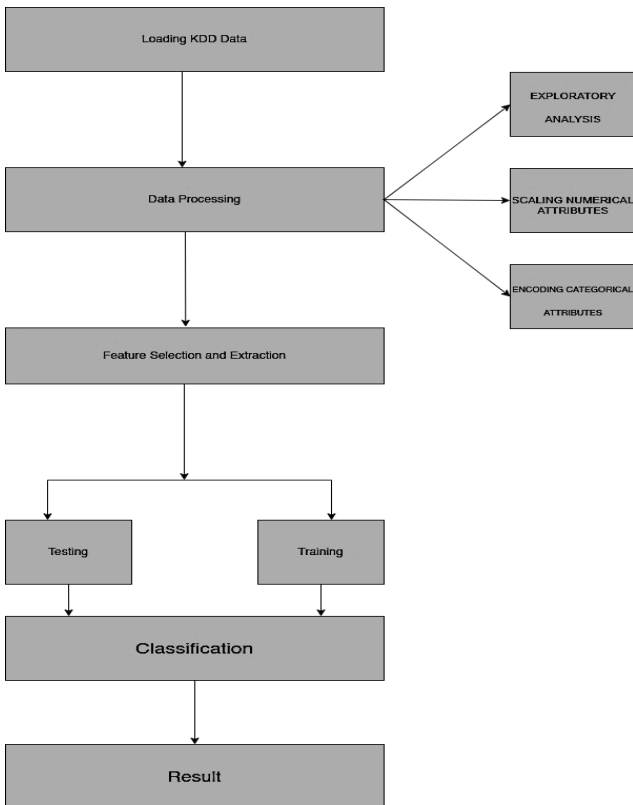 Loading KDD Data
EXPLORATORY
ANALYSIS
Data Processing
SCALING NUMERICAL
ATTRIBUTES
ENCODING CATEGORICAL
ATTRIBUTES
Feature Selection and Extraction
Testing
Training
Classification
Result